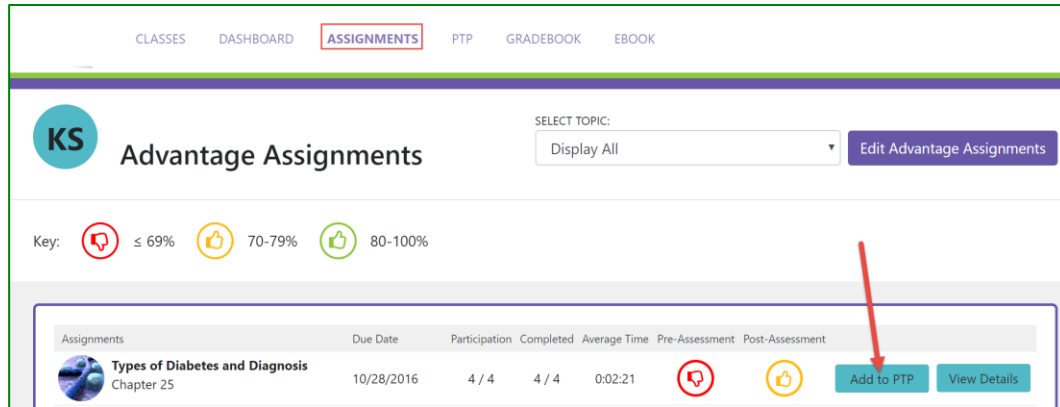 CLASSES DASHBOARD ASSIGNMENTS PTP GRADEBOOK EBOOK
KS
Advantage Assignments
SELECT TOPIC:
Display All
Edit Advantage Assignments
Key: ≤ 69% 70-79% 80-100%
Assignments Due Date Participation Completed Average Time Pre-Assessment Post-Assessment
Types of Diabetes and Diagnosis
Chapter 25
10/28/2016 4 / 4 4 / 4 0:02:21 Add to PTP View Details